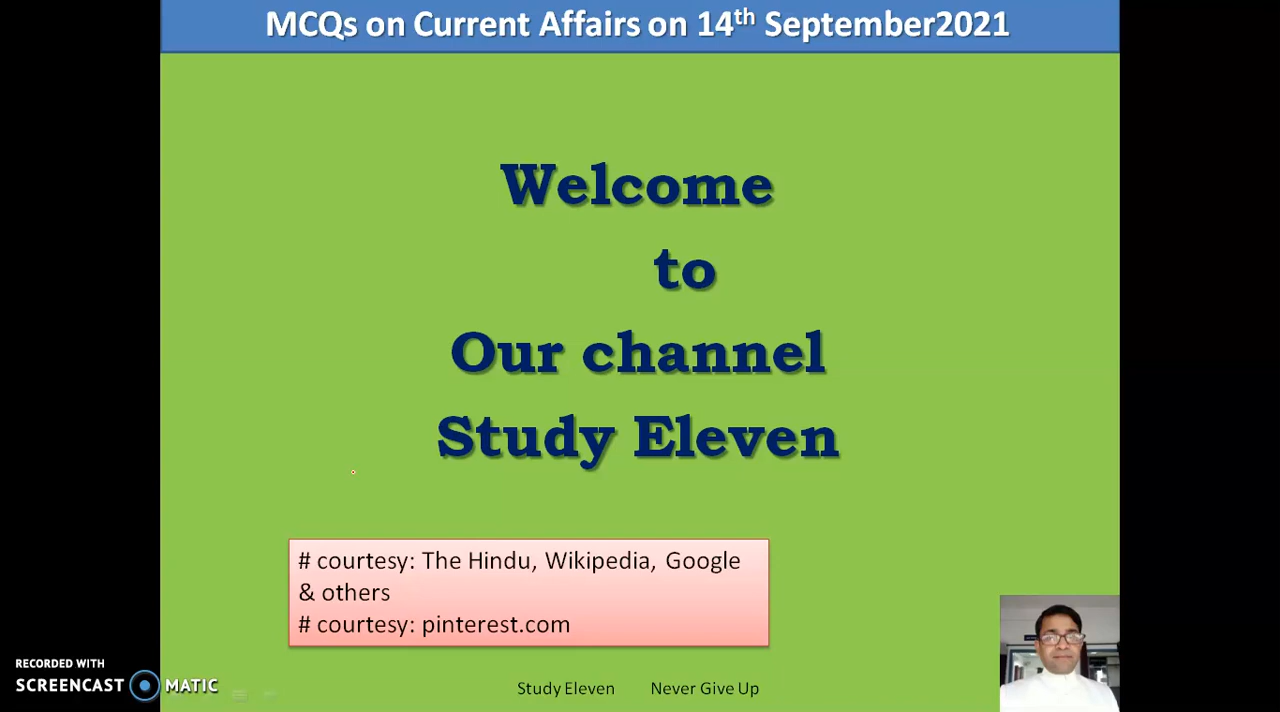 MCQs on Current Affairs on 14th September2021
Welcome
to
Our channel
Study Eleven
# courtesy: The Hindu, Wikipedia, Google
& others
# courtesy: pinterest.com
RECORDED WITH
SCREENCAST MATIC
Study Eleven Never Give Up